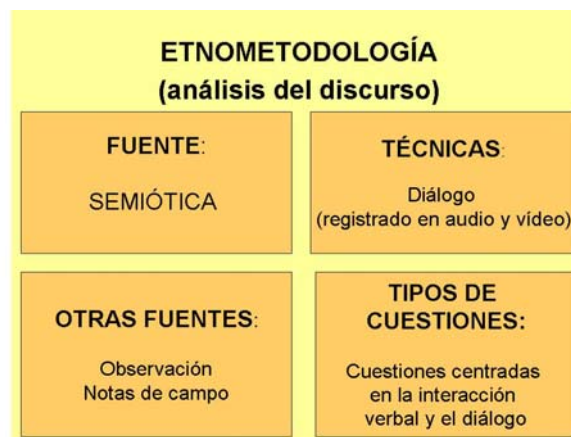 ETNOMETODOLOGÍA
(análisis del discurso)
FUENTE:
SEMIÓTICA
TÉCNICAS:
Diálogo
(registrado en audio y vídeo)
OTRAS FUENTES:
Observación
Notas de campo
TIPOS DE
CUESTIONES:
Cuestiones centradas
en la interacción
verbal y el diálogo